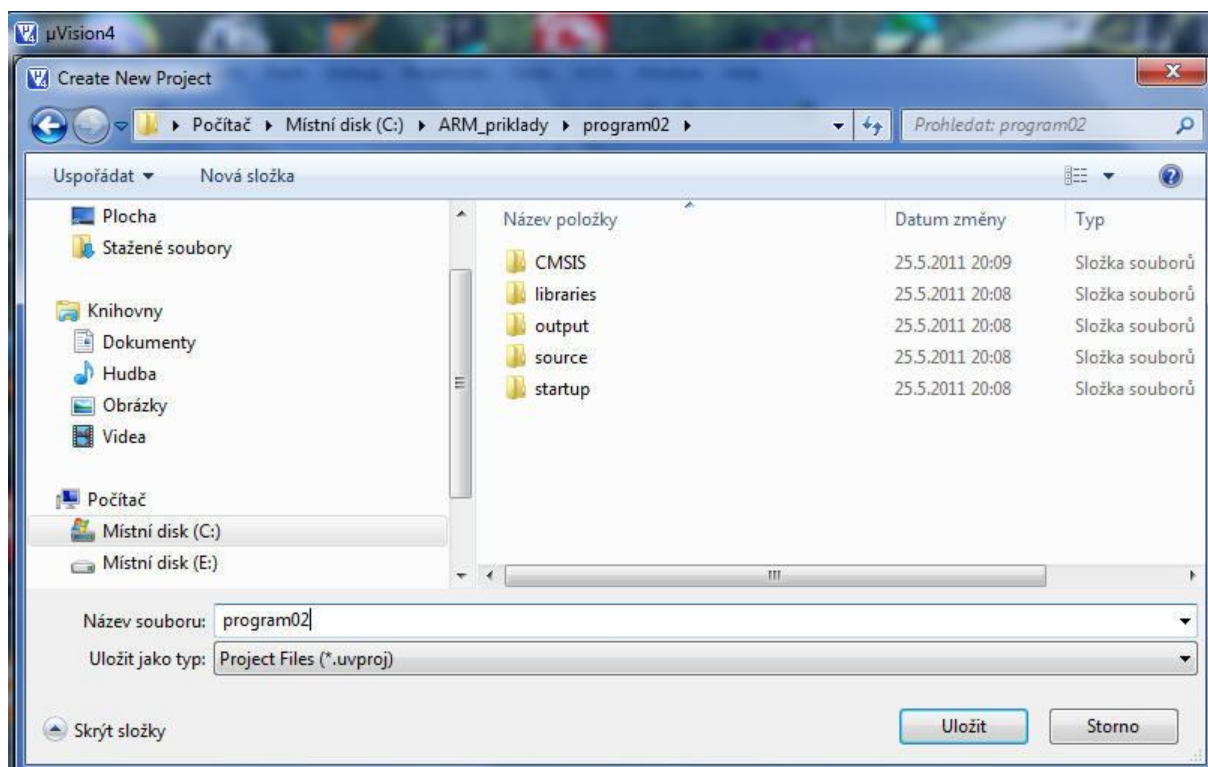 µVision4
Create New Project
Počítač ▸ Místní disk (C:) ▸ ARM_priklady ▸ program02 ▸ Prohledat: program02
Uspořádat Nová složka
Plocha
Stažené soubory
Knihovny
Dokumenty
Hudba
Obrázky
Videa
Počítač
Místní disk (C:)
Místní disk (E:)
Název položky Datum změny Typ
CMSIS 25.5.2011 20:09 Složka souborů
libraries 25.5.2011 20:08 Složka souborů
output 25.5.2011 20:08 Složka souborů
source 25.5.2011 20:08 Složka souborů
startup 25.5.2011 20:08 Složka souborů
Název souboru: program02
Uložit jako typ: Project Files (*.uvproj)
Skrýt složky Uložit Storno